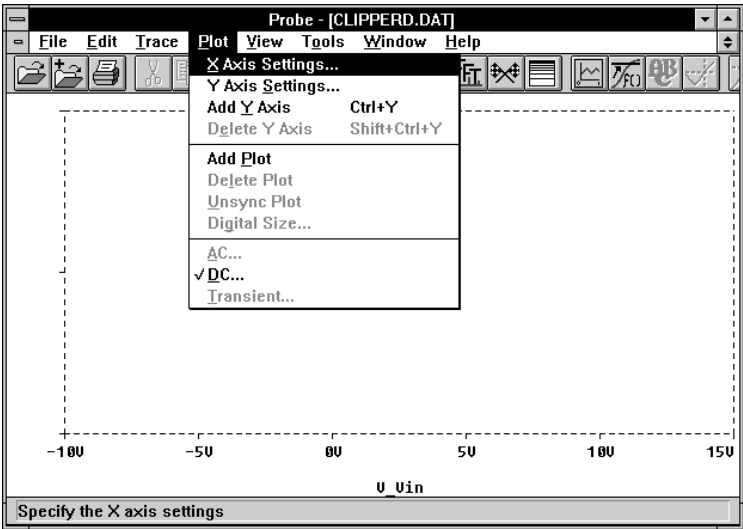 Probe - [CLIPPERD.DAT]
File Edit Trace Plot View Tools Window Help
X Axis Settings...
Y Axis Settings...
Add Y Axis Ctrl+Y
Delete Y Axis Shift+Ctrl+Y
Add Plot
Delete Plot
Unsync Plot
Digital Size...
AC...
√ DC...
Transient...
-10V -5V 0V 5V 10V 15V
V_Vin
Specify the X axis settings